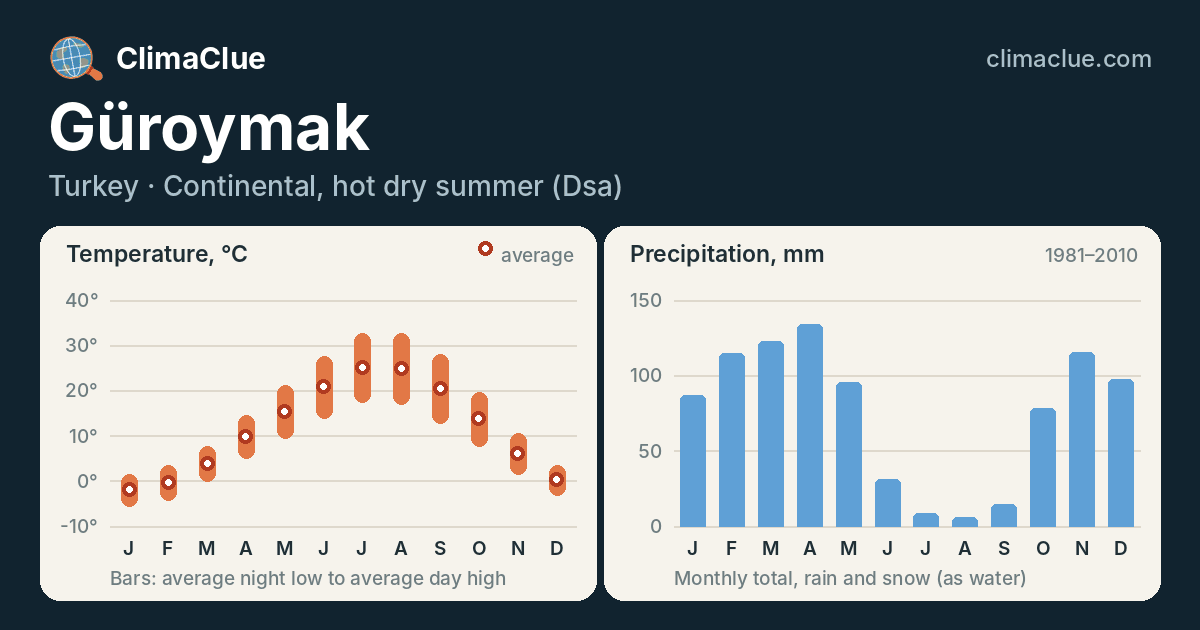 ClimaClue
climaclue.com
Güroymak
Turkey · Continental, hot dry summer (Dsa)
Temperature, °C
average
40°
30°
20°
10°
0°
-10°
J F M A M J J A S O N D
Bars: average night low to average day high
Precipitation, mm
1981–2010
150
100
50
0
J F M A M J J A S O N D
Monthly total, rain and snow (as water)